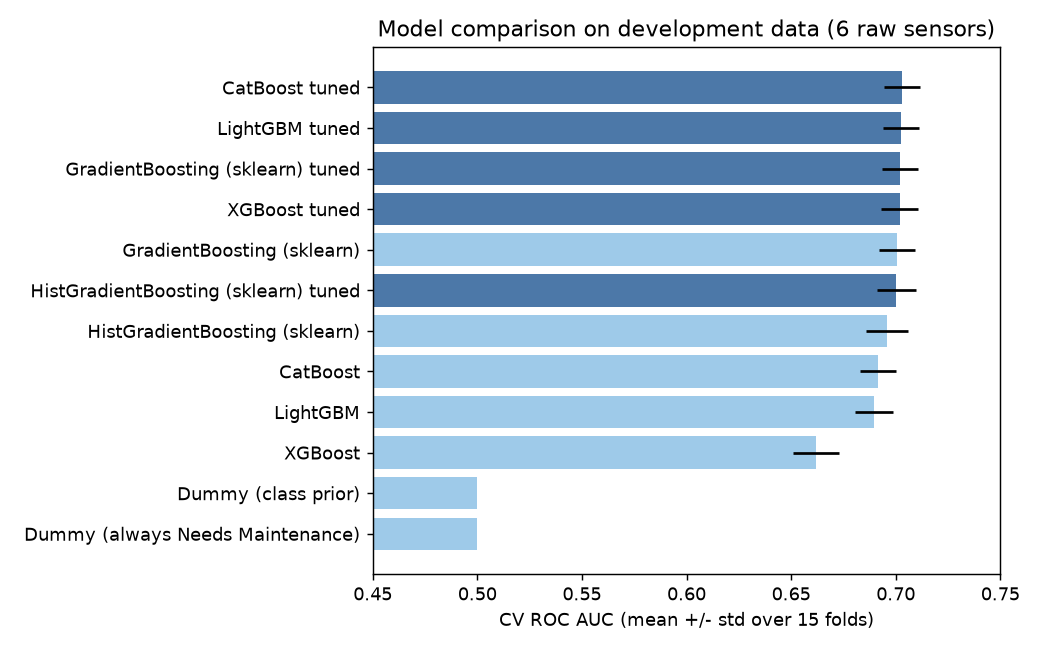 Model comparison on development data (6 raw sensors)
CatBoost tuned
LightGBM tuned
GradientBoosting (sklearn) tuned
XGBoost tuned
GradientBoosting (sklearn)
HistGradientBoosting (sklearn) tuned
HistGradientBoosting (sklearn)
CatBoost
LightGBM
XGBoost
Dummy (class prior)
Dummy (always Needs Maintenance)
0.45 0.50 0.55 0.60 0.65 0.70 0.75
CV ROC AUC (mean +/- std over 15 folds)